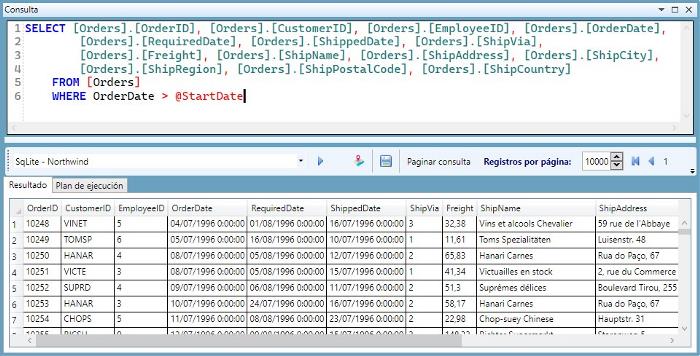 Consulta
1 SELECT [Orders].[OrderID], [Orders].[CustomerID], [Orders].[EmployeeID], [Orders].[OrderDate],
2 [Orders].[RequiredDate], [Orders].[ShippedDate], [Orders].[ShipVia],
3 [Orders].[Freight], [Orders].[ShipName], [Orders].[ShipAddress], [Orders].[ShipCity],
4 [Orders].[ShipRegion], [Orders].[ShipPostalCode], [Orders].[ShipCountry]
5 FROM [Orders]
6 WHERE OrderDate > @StartDate
SqLite - Northwind Paginar consulta Registros por página: 10000 1
Resultado Plan de ejecución
OrderID CustomerID EmployeeID OrderDate RequiredDate ShippedDate ShipVia Freight ShipName ShipAddress
1 10248 VINET 5 04/07/1996 0:00:00 01/08/1996 0:00:00 16/07/1996 0:00:00 3 32,38 Vins et alcools Chevalier 59 rue de l'Abbaye
2 10249 TOMSP 6 05/07/1996 0:00:00 16/08/1996 0:00:00 10/07/1996 0:00:00 1 11,61 Toms Spezialitäten Luisenstr. 48
3 10250 HANAR 4 08/07/1996 0:00:00 05/08/1996 0:00:00 12/07/1996 0:00:00 2 65,83 Hanari Carnes Rua do Paço, 67
4 10251 VICTE 3 08/07/1996 0:00:00 05/08/1996 0:00:00 15/07/1996 0:00:00 1 41,34 Victuailles en stock 2, rue du Commerce
5 10252 SUPRD 4 09/07/1996 0:00:00 06/08/1996 0:00:00 11/07/1996 0:00:00 2 51,3 Suprêmes délices Boulevard Tirou, 255
6 10253 HANAR 3 10/07/1996 0:00:00 24/07/1996 0:00:00 16/07/1996 0:00:00 2 58,17 Hanari Carnes Rua do Paço, 67
7 10254 CHOPS 5 11/07/1996 0:00:00 08/08/1996 0:00:00 23/07/1996 0:00:00 2 22,98 Chop-suey Chinese Hauptstr. 31